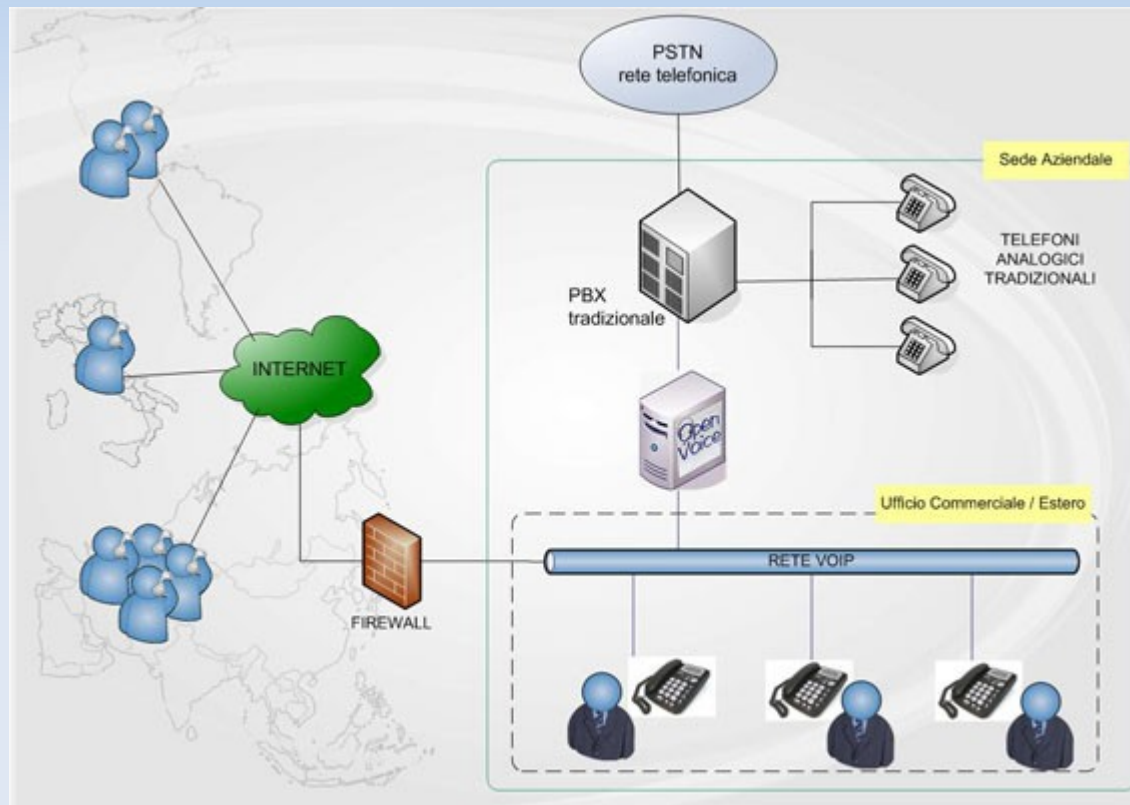 PSTN
rete telefonica
Sede Aziendale
TELEFONI
ANALOGICI
TRADIZIONALI
PBX
tradizionale
INTERNET
Open
Voice
Ufficio Commerciale / Estero
RETE VOIP
FIREWALL